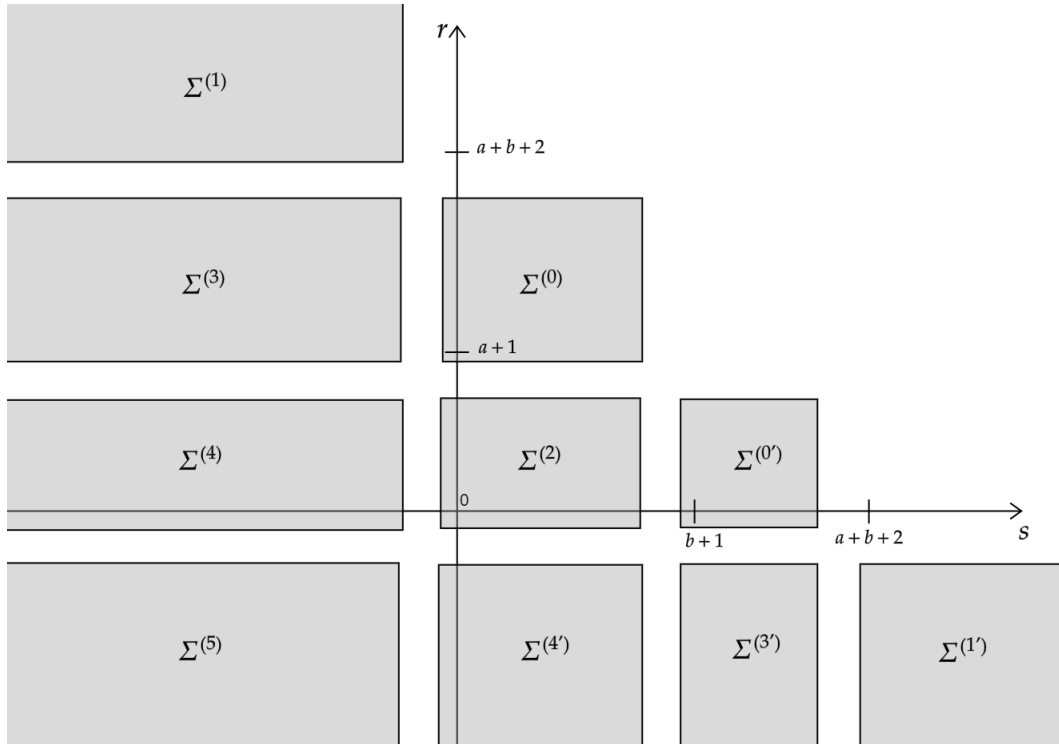 r
Σ^(1)
a + b + 2
Σ^(3)
Σ^(0)
a + 1
Σ^(4)
Σ^(2)
Σ^(0′)
0
b + 1
a + b + 2
s
Σ^(5)
Σ^(4′)
Σ^(3′)
Σ^(1′)